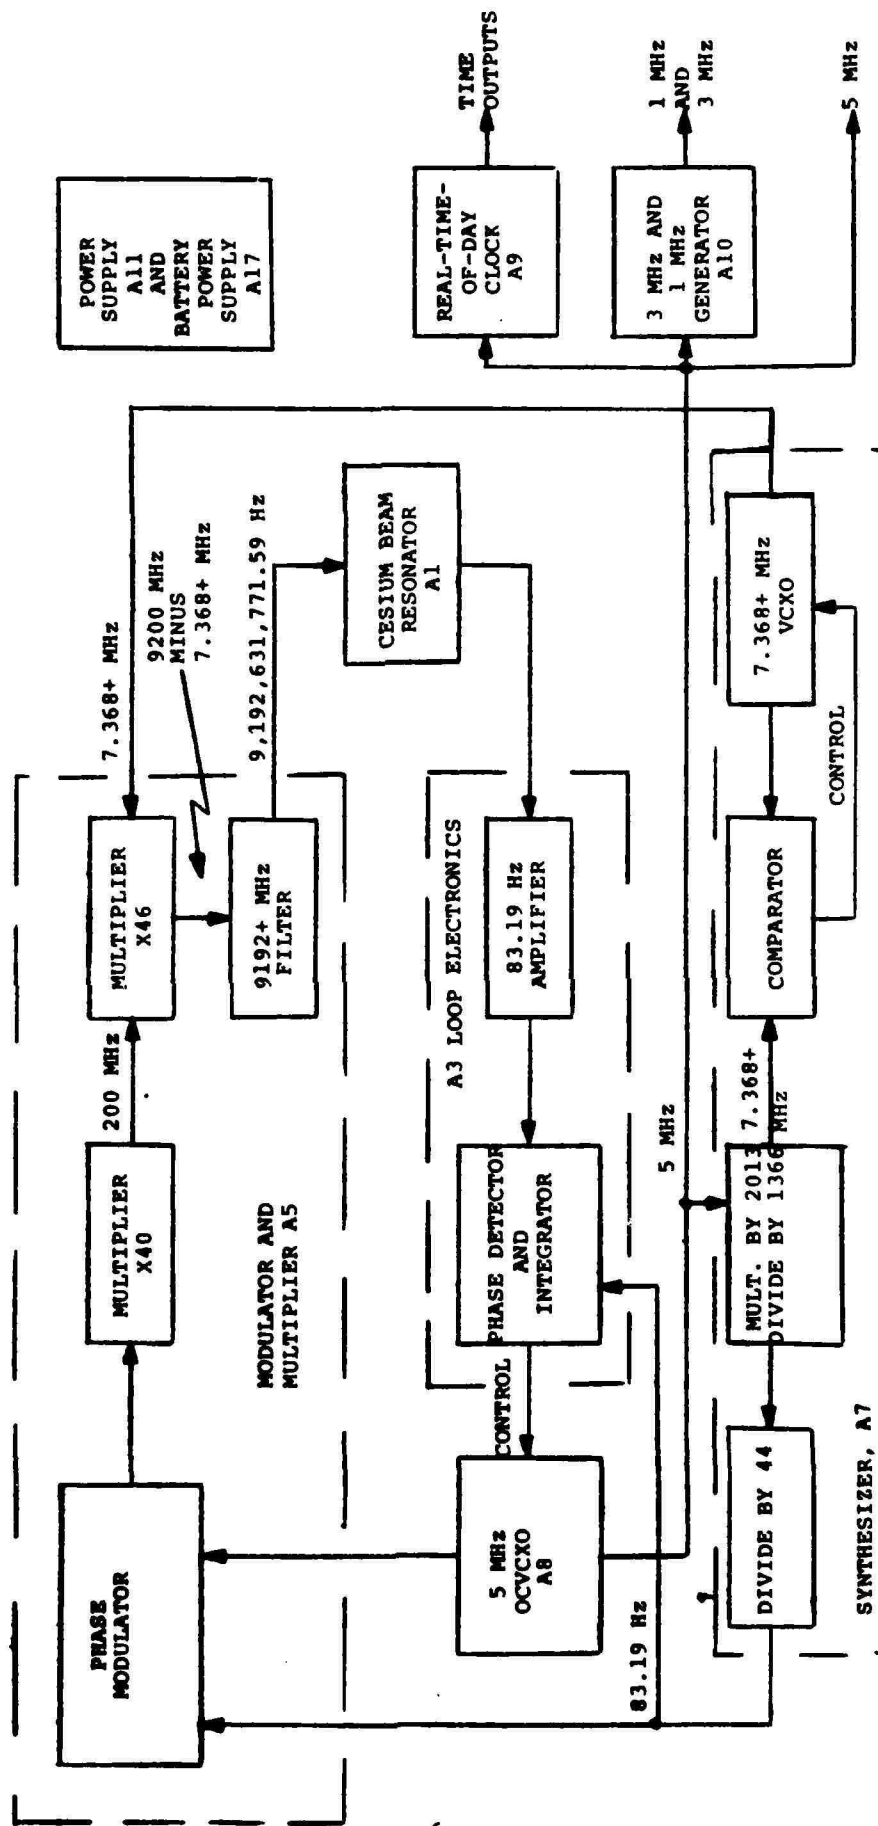 PHASE
MODULATOR
MULTIPLIER
X40
200 MHz
MULTIPLIER
X46
7.368+ MHz
9200 MHz
MINUS
7.368+ MHz
9192+ MHz
FILTER
9,192,631,771.59 Hz
MODULATOR AND
MULTIPLIER A5
POWER
SUPPLY
A11
AND
BATTERY
POWER
SUPPLY
A17
CESIUM BEAM
RESONATOR
A1
A3 LOOP ELECTRONICS
83.19 Hz
AMPLIFIER
PHASE DETECTOR
AND
INTEGRATOR
CONTROL
5 MHz
OCVCXO
A8
REAL-TIME-
OF-DAY
CLOCK
A9
TIME
OUTPUTS
3 MHz AND
1 MHz
GENERATOR
A10
1 MHz
AND
3 MHz
5 MHz
5 MHz
83.19 Hz
DIVIDE BY 44
MULT. BY 2013
DIVIDE BY 1366
7.368+
MHz
COMPARATOR
7.368+ MHz
VCXO
CONTROL
SYNTHESIZER, A7